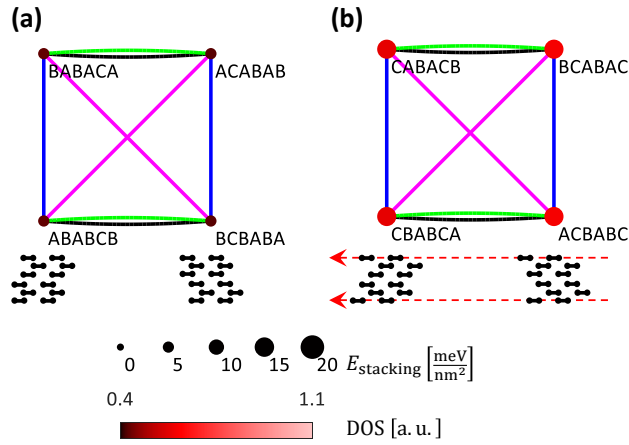 (a) (b)
BABACA ACABAB CABACB BCABAC
ABABCB BCBABA CBABCA ACBABC
0 5 10 15 20 E_stacking [meV/nm²]
0.4 1.1
DOS [a. u.]